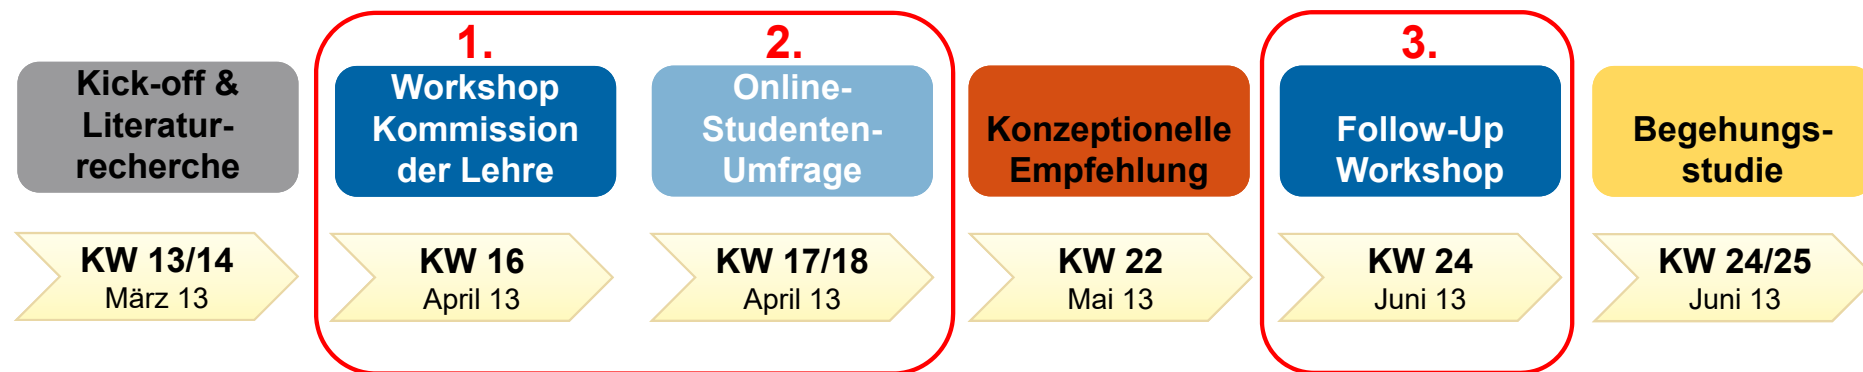 1.
2.
3.
Kick-off &
Literatur-
recherche
Workshop
Kommission
der Lehre
Online-
Studenten-
Umfrage
Konzeptionelle
Empfehlung
Follow-Up
Workshop
Begehungs-
studie
KW 13/14
März 13
KW 16
April 13
KW 17/18
April 13
KW 22
Mai 13
KW 24
Juni 13
KW 24/25
Juni 13